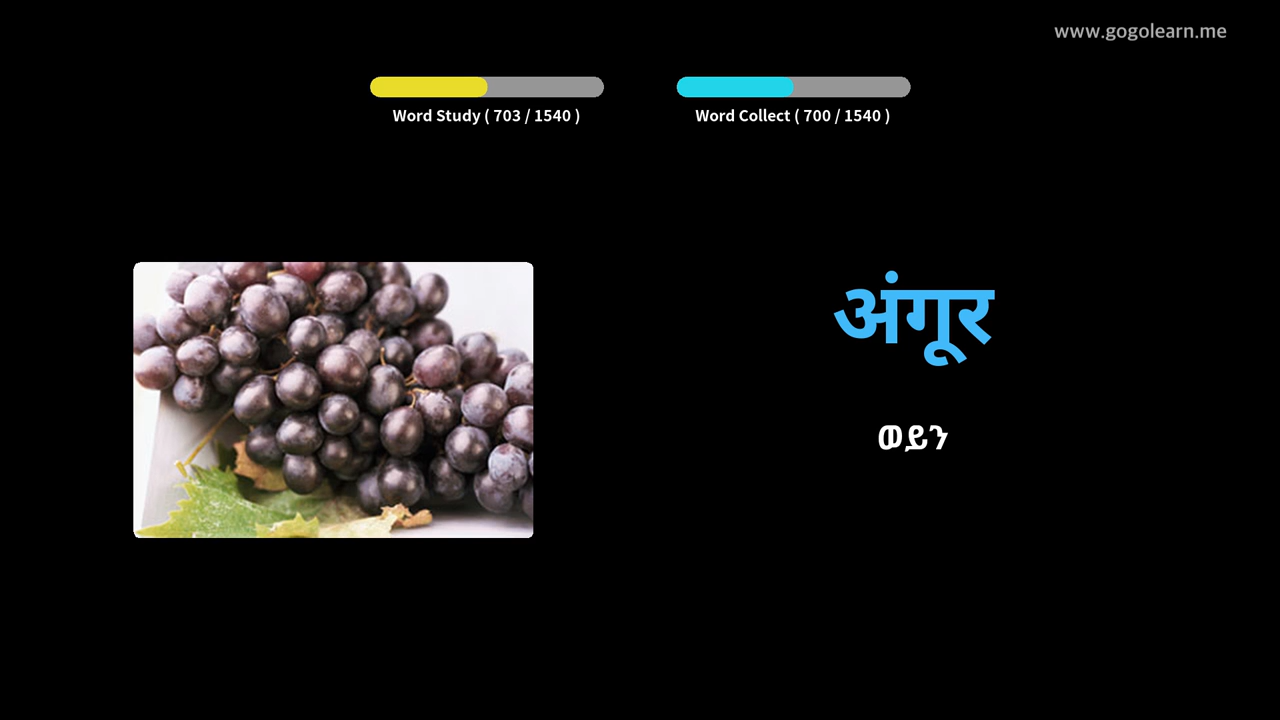 www.gogolearn.me
Word Study ( 703 / 1540 )
Word Collect ( 700 / 1540 )
अंगूर
ወይን